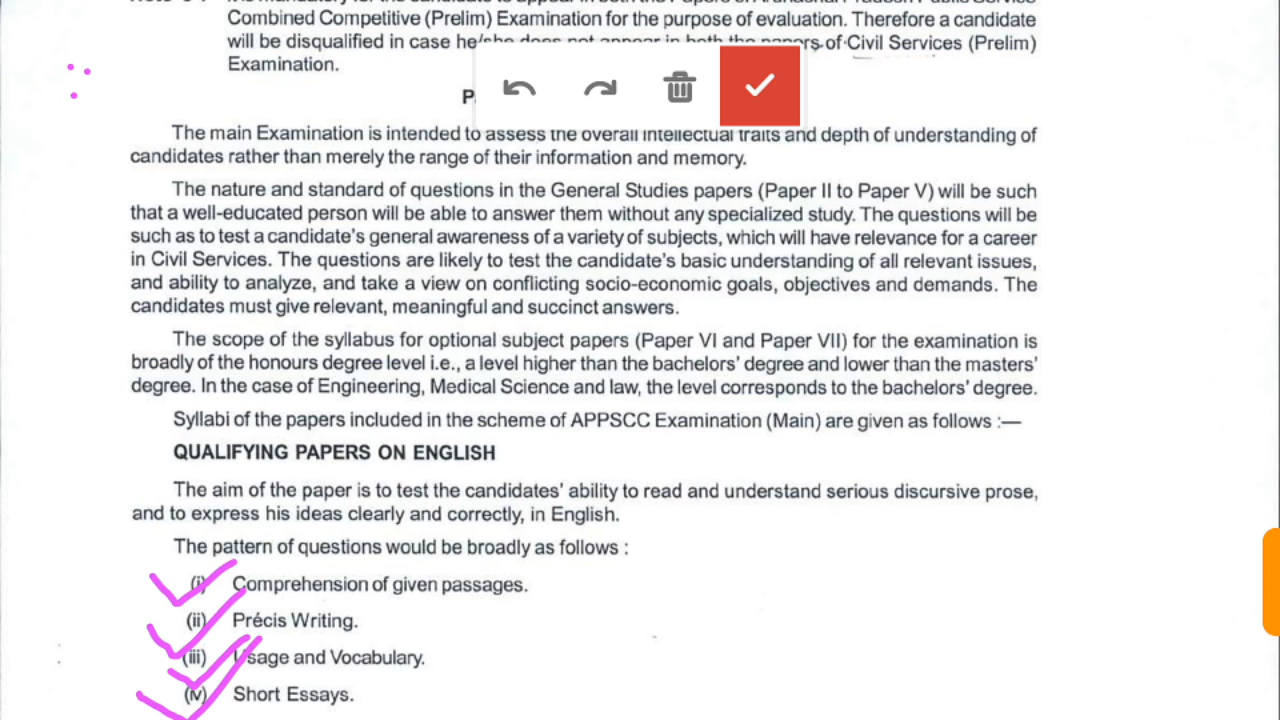 Combined Competitive (Prelim) Examination for the purpose of evaluation. Therefore a candidate
will be disqualified in case he/she does not appear in both the papers of Civil Services (Prelim)
Examination.
P
The main Examination is intended to assess the overall intellectual traits and depth of understanding of
candidates rather than merely the range of their information and memory.
The nature and standard of questions in the General Studies papers (Paper II to Paper V) will be such
that a well-educated person will be able to answer them without any specialized study. The questions will be
such as to test a candidate's general awareness of a variety of subjects, which will have relevance for a career
in Civil Services. The questions are likely to test the candidate's basic understanding of all relevant issues,
and ability to analyze, and take a view on conflicting socio-economic goals, objectives and demands. The
candidates must give relevant, meaningful and succinct answers.
The scope of the syllabus for optional subject papers (Paper VI and Paper VII) for the examination is
broadly of the honours degree level i.e., a level higher than the bachelors' degree and lower than the masters'
degree. In the case of Engineering, Medical Science and law, the level corresponds to the bachelors' degree.
Syllabi of the papers included in the scheme of APPSCC Examination (Main) are given as follows :—
QUALIFYING PAPERS ON ENGLISH
The aim of the paper is to test the candidates' ability to read and understand serious discursive prose,
and to express his ideas clearly and correctly, in English.
The pattern of questions would be broadly as follows :
(i) Comprehension of given passages.
(ii) Précis Writing.
(iii) Usage and Vocabulary.
(iv) Short Essays.